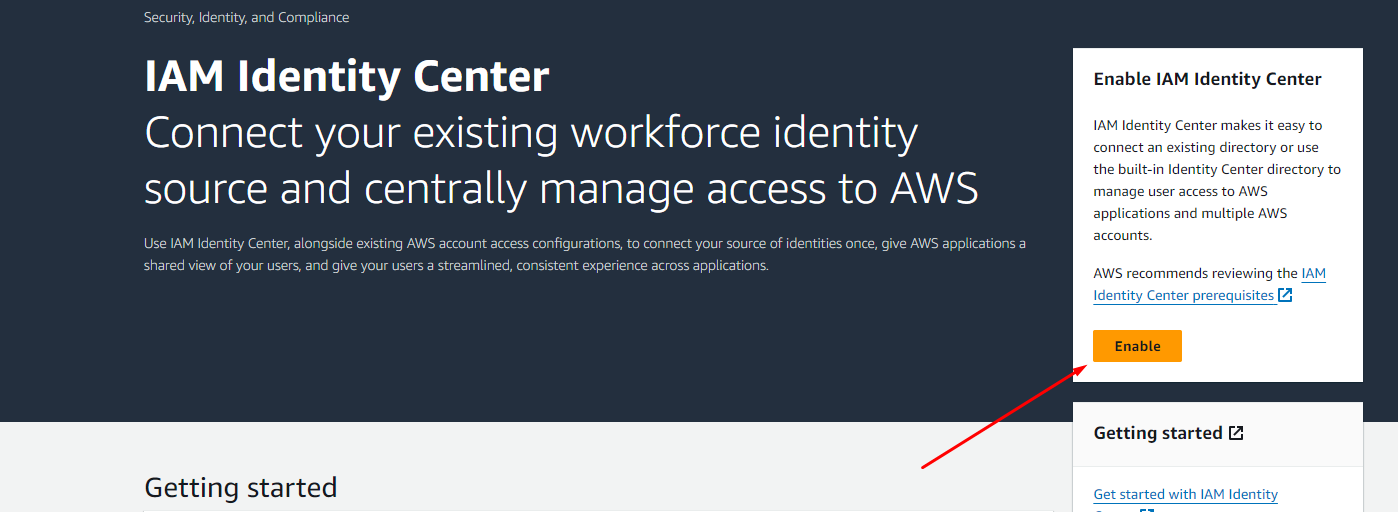 Security, Identity, and Compliance
IAM Identity Center
Connect your existing workforce identity
source and centrally manage access to AWS
Use IAM Identity Center, alongside existing AWS account access configurations, to connect your source of identities once, give AWS applications a
shared view of your users, and give your users a streamlined, consistent experience across applications.
Enable IAM Identity Center
IAM Identity Center makes it easy to
connect an existing directory or use
the built-in Identity Center directory to
manage user access to AWS
applications and multiple AWS
accounts.
AWS recommends reviewing the IAM
Identity Center prerequisites
Enable
Getting started
Getting started
Get started with IAM Identity